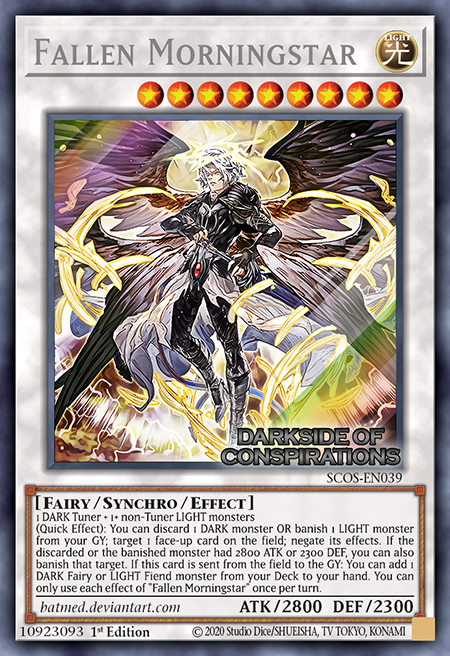 FALLEN MORNINGSTAR
LIGHT
光
DARKSIDE OF
CONSPIRATIONS
SCOS-EN039
[FAIRY/SYNCHRO/EFFECT]
1 DARK Tuner + 1+ non-Tuner LIGHT monsters
(Quick Effect): You can discard 1 DARK monster OR banish 1 LIGHT monster
from your GY; target 1 face-up card on the field; negate its effects. If the
discarded or the banished monster had 2800 ATK or 2300 DEF, you can also
banish that target. If this card is sent from the field to the GY: You can add 1
DARK Fairy or LIGHT Fiend monster from your Deck to your hand. You can
only use each effect of "Fallen Morningstar" once per turn.
batmed.deviantart.com ATK/2800 DEF/2300
10923093 1st Edition ©2020 Studio Dice/SHUEISHA, TV TOKYO, KONAMI